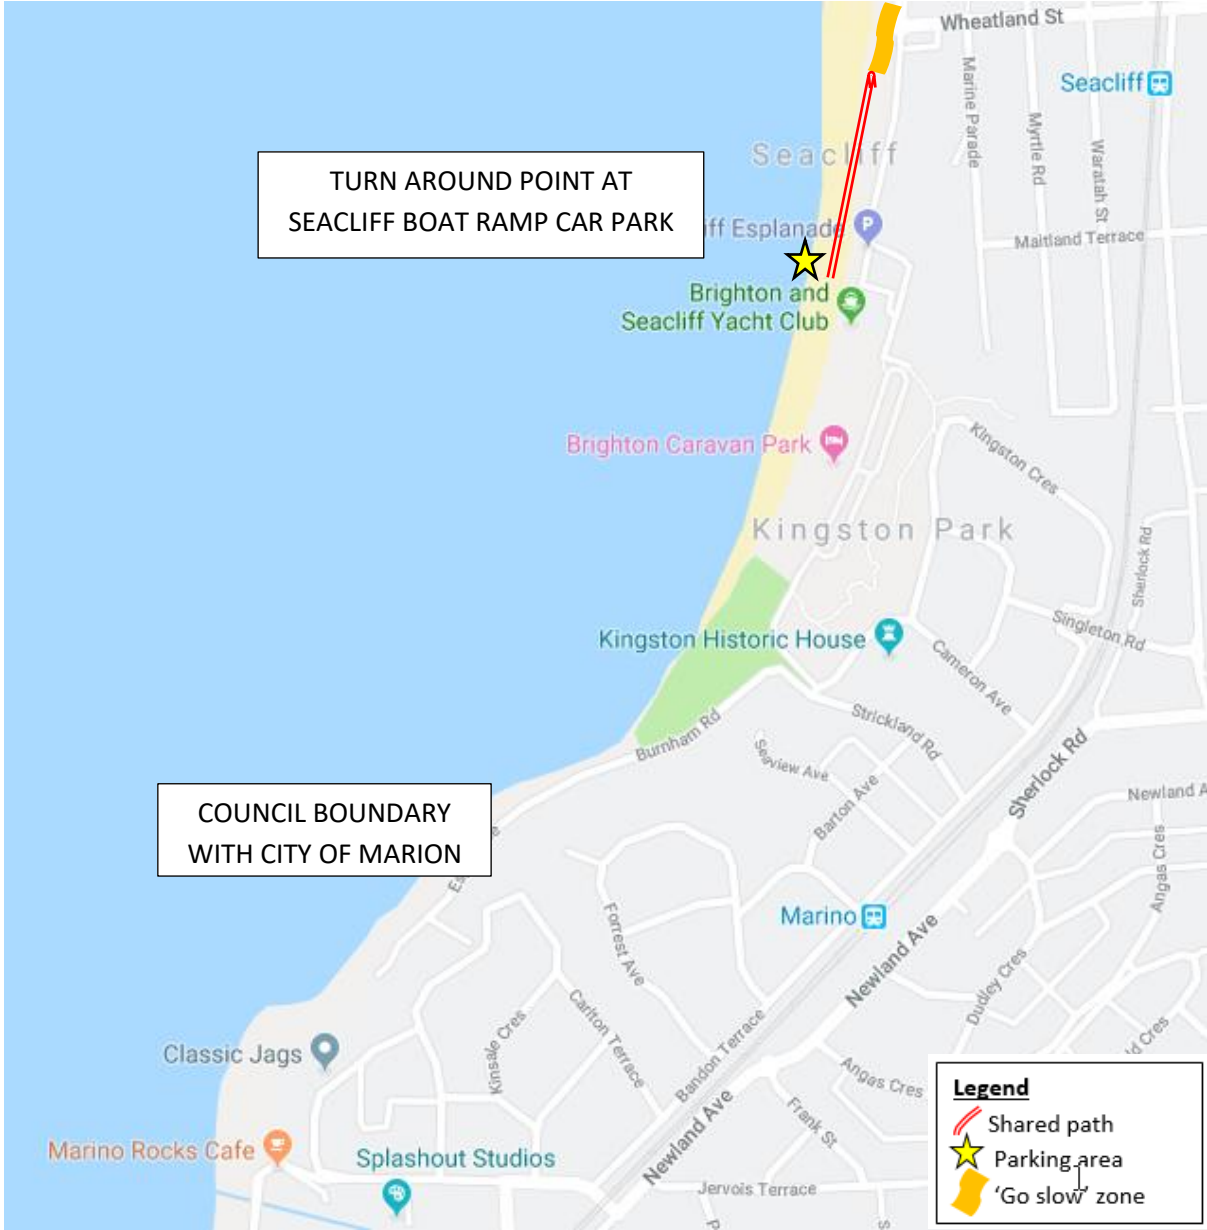 Wheatland St
Seacliff
Marine Parade
Myrtle Rd
Waratah St
Seacliff
TURN AROUND POINT AT
SEACLIFF BOAT RAMP CAR PARK
iff Esplanade
P
Maitland Terrace
Brighton and
Seacliff Yacht Club
Brighton Caravan Park
Kingston Cres
Kingston Park
Sherlock Rd
Kingston Historic House
Singleton Rd
Cameron Ave
Strickland Rd
Burnham Rd
Seaview Ave
Barton Ave
Sherlock Rd
Newland A
COUNCIL BOUNDARY
WITH CITY OF MARION
Es
e
Angas Cres
Marino
Forrest Ave
Newland Ave
Dudley Cres
Carlton Terrace
Kinsale Cres
Bandon Terrace
ld Cres
Classic Jags
Angas Cres
Newland Ave
Frank St
Marino Rocks Cafe
Splashout Studios
Jervois Terrace
P
S
Legend
Shared path
Parking area
'Go slow' zone